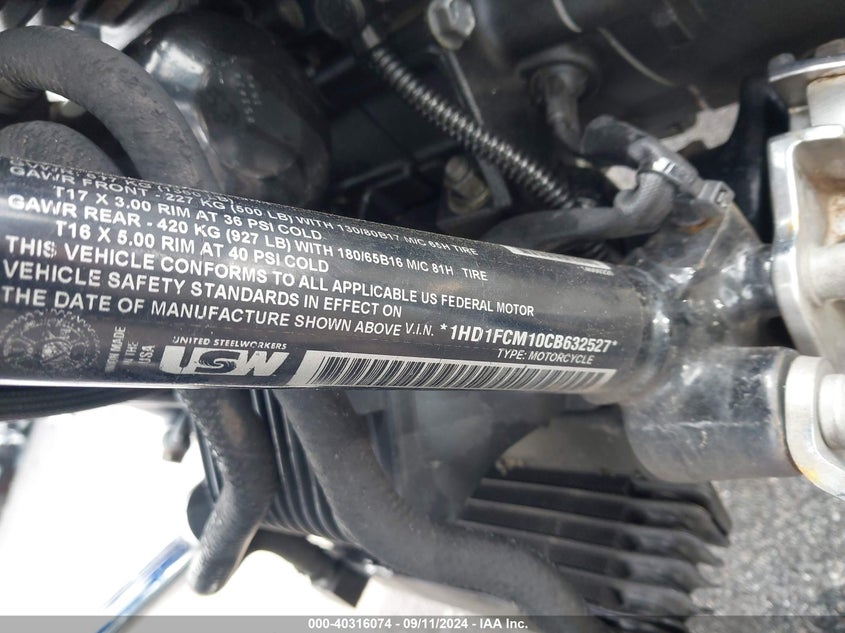 GAWR FRONT - 227 KG (500 LB) WITH 130/80B17 M/C 65H TIRE
T17 X 3.00 RIM AT 36 PSI COLD
GAWR REAR - 420 KG (927 LB) WITH 180/65B16 M/C 81H TIRE
T16 X 5.00 RIM AT 40 PSI COLD
THIS VEHICLE CONFORMS TO ALL APPLICABLE US FEDERAL MOTOR
VEHICLE SAFETY STANDARDS IN EFFECT ON
THE DATE OF MANUFACTURE SHOWN ABOVE V.I.N. *1HD1FCM10CB632527*
TYPE: MOTORCYCLE
UNION MADE
IN THE
USA
UNITED STEELWORKERS
USW
000-40316074 - 09/11/2024 - IAA Inc.